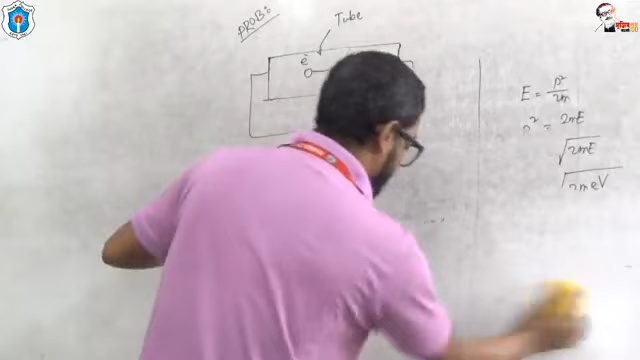 PROB:
Tube
e⁻
E = p²/2m
p² = 2mE
√2mE
√2meV